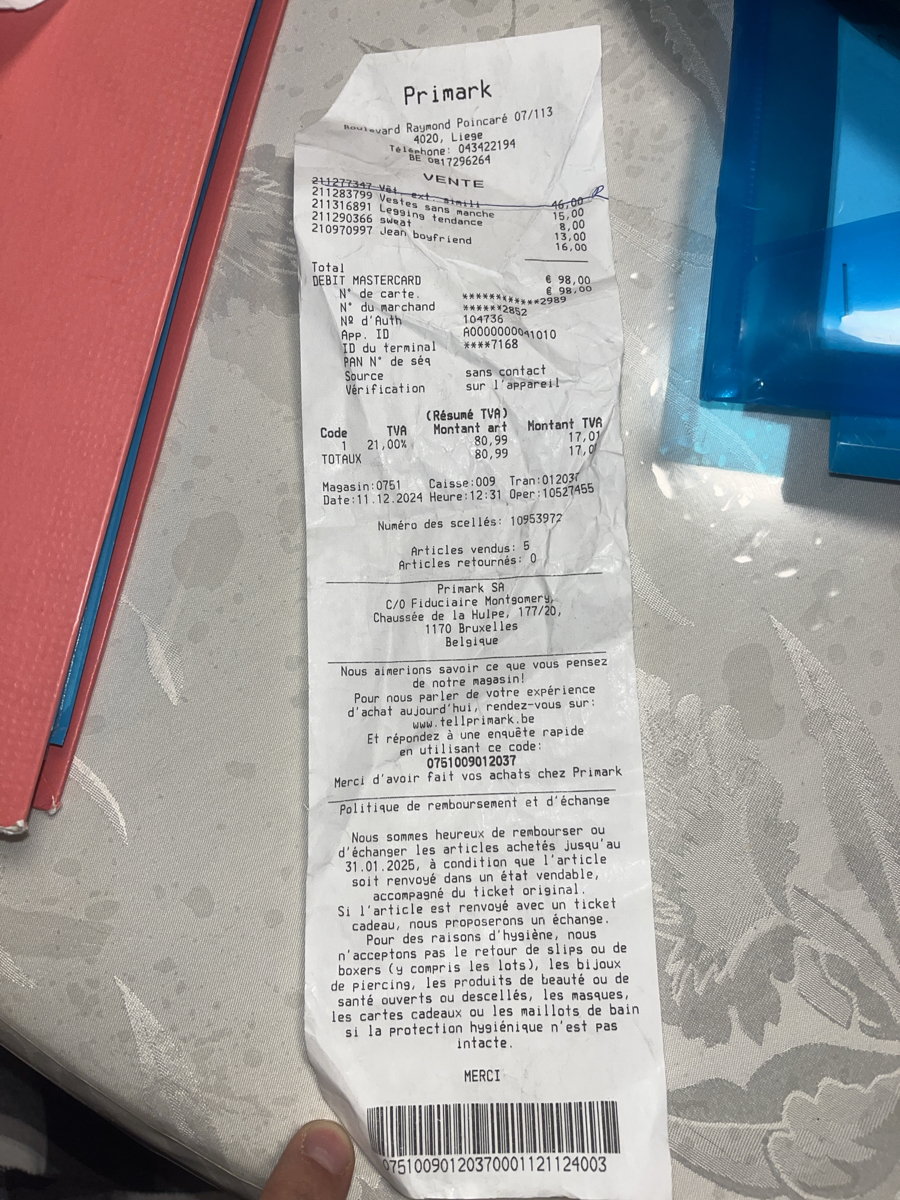 Primark
Boulevard Raymond Poincaré 07/113
4020, Liege
Téléphone: 043422194
BE 0817296264
VENTE
211277347 Vêt. ext. simili 46,00 R
211283799 Vestes sans manche 15,00
211316891 Legging tendance 8,00
211290366 sweat 13,00
210970997 Jean boyfriend 16,00
Total € 98,00
DEBIT MASTERCARD € 98,00
N° de carte. ************2989
N° du marchand ******2852
Nº d'Auth 104736
App. ID A0000000041010
ID du terminal ****7168
PAN N° de séq
Source sans contact
Vérification sur l'appareil
(Résumé TVA)
Code TVA Montant art Montant TVA
1 21,00% 80,99 17,01
TOTAUX 80,99 17,0
Magasin:0751 Caisse:009 Tran:012037
Date:11.12.2024 Heure:12:31 Oper:10527455
Numéro des scellés: 10953972
Articles vendus: 5
Articles retournés: 0
Primark SA
C/O Fiduciaire Montgomery,
Chaussée de la Hulpe, 177/20,
1170 Bruxelles
Belgique
Nous aimerions savoir ce que vous pensez
de notre magasin!
Pour nous parler de votre expérience
d'achat aujourd'hui, rendez-vous sur:
www.tellprimark.be
Et répondez à une enquête rapide
en utilisant ce code:
0751009012037
Merci d'avoir fait vos achats chez Primark
Politique de remboursement et d'échange
Nous sommes heureux de rembourser ou
d'échanger les articles achetés jusqu'au
31.01.2025, à condition que l'article
soit renvoyé dans un état vendable,
accompagné du ticket original.
Si l'article est renvoyé avec un ticket
cadeau, nous proposerons un échange.
Pour des raisons d'hygiène, nous
n'acceptons pas le retour de slips ou de
boxers (y compris les lots), les bijoux
de piercing, les produits de beauté ou de
santé ouverts ou descellés, les masques,
les cartes cadeaux ou les maillots de bain
si la protection hygiénique n'est pas
intacte.
MERCI
07510090120370001121124003